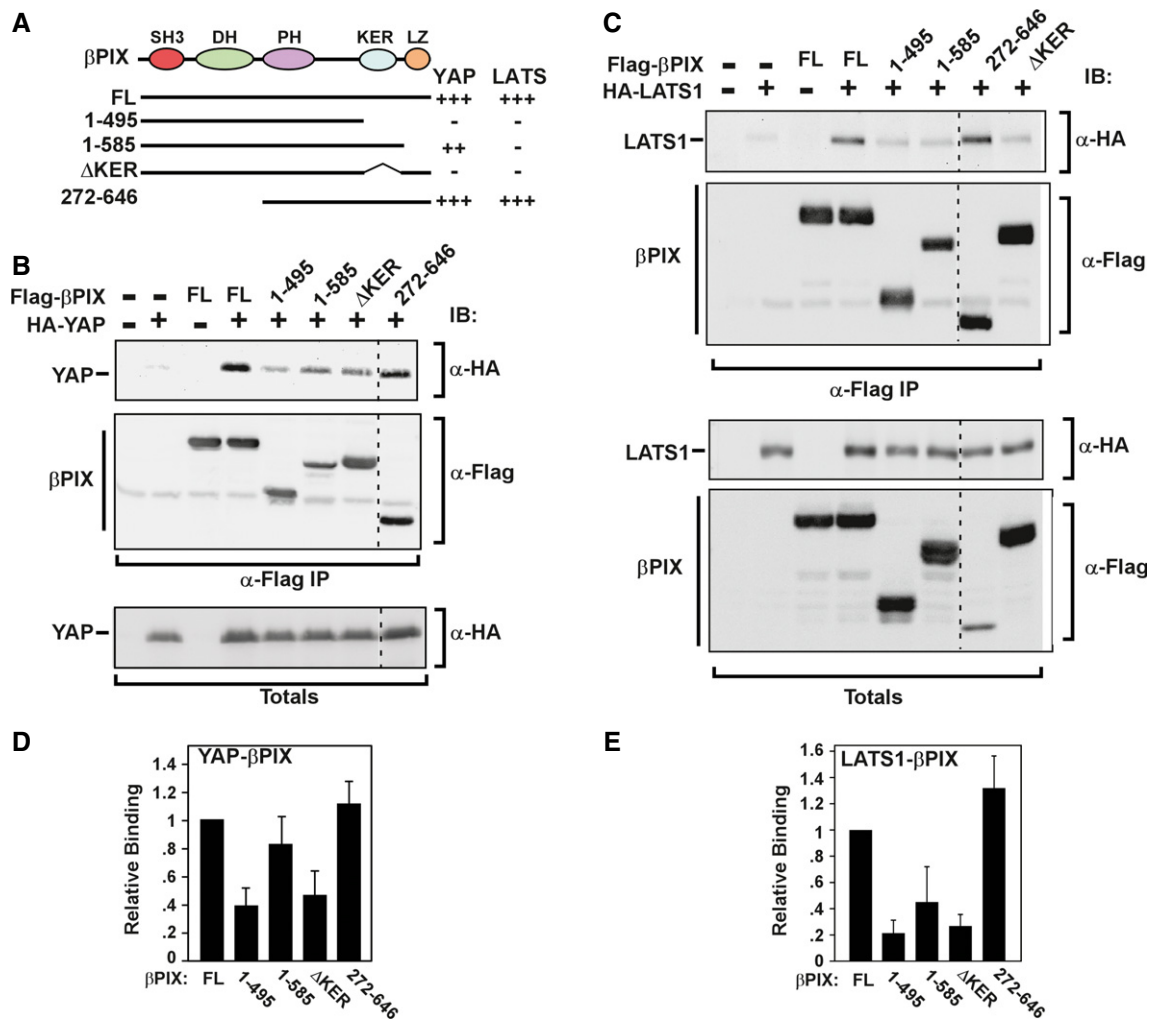 A
SH3 DH PH KER LZ
βPIX
YAP LATS
FL +++ +++
1-495 - -
1-585 ++ -
ΔKER - -
272-646 +++ +++
B
Flag-βPIX - - FL FL 1-495 1-585 ΔKER 272-646
HA-YAP - + - + + + + +
IB:
YAP α-HA
βPIX α-Flag
α-Flag IP
YAP α-HA
Totals
C
Flag-βPIX - - FL FL 1-495 1-585 272-646 ΔKER
HA-LATS1 - + - + + + + +
IB:
LATS1 α-HA
βPIX α-Flag
α-Flag IP
LATS1 α-HA
βPIX α-Flag
Totals
D
YAP-βPIX
Relative Binding
1.4
1.2
1
.8
.6
.4
.2
0
βPIX: FL 1-495 1-585 ΔKER 272-646
E
LATS1-βPIX
Relative Binding
1.6
1.4
1.2
1
.8
.6
.4
.2
0
βPIX: FL 1-495 1-585 ΔKER 272-646